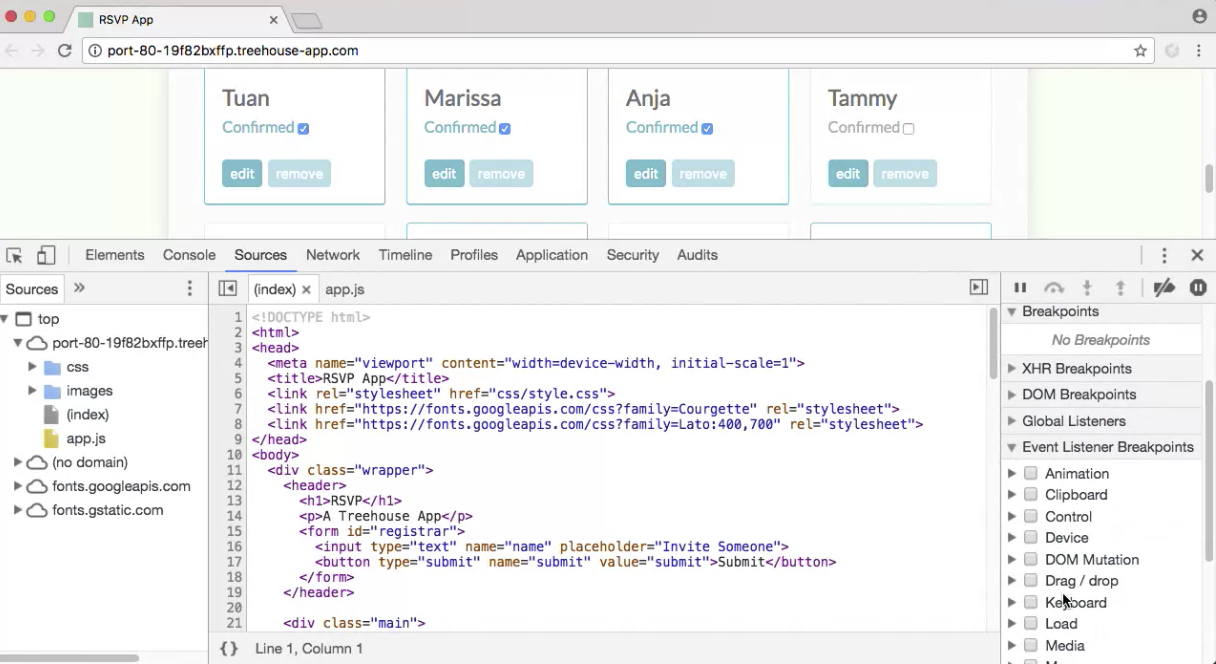 RSVP App
port-80-19f82bxffp.treehouse-app.com
Tuan Marissa Anja Tammy
Confirmed Confirmed Confirmed Confirmed
edit remove edit remove edit remove edit remove
Elements Console Sources Network Timeline Profiles Application Security Audits
Sources
top
port-80-19f82bxffp.treeh
css
images
(index)
app.js
(no domain)
fonts.googleapis.com
fonts.gstatic.com
(index) app.js
1 <!DOCTYPE html>
2 <html>
3 <head>
4 <meta name="viewport" content="width=device-width, initial-scale=1">
5 <title>RSVP App</title>
6 <link rel="stylesheet" href="css/style.css">
7 <link href="https://fonts.googleapis.com/css?family=Courgette" rel="stylesheet">
8 <link href="https://fonts.googleapis.com/css?family=Lato:400,700" rel="stylesheet">
9 </head>
10 <body>
11 <div class="wrapper">
12 <header>
13 <h1>RSVP</h1>
14 <p>A Treehouse App</p>
15 <form id="registrar">
16 <input type="text" name="name" placeholder="Invite Someone">
17 <button type="submit" name="submit" value="submit">Submit</button>
18 </form>
19 </header>
20
21 <div class="main">
{} Line 1, Column 1
Breakpoints
No Breakpoints
XHR Breakpoints
DOM Breakpoints
Global Listeners
Event Listener Breakpoints
Animation
Clipboard
Control
Device
DOM Mutation
Drag / drop
Keyboard
Load
Media